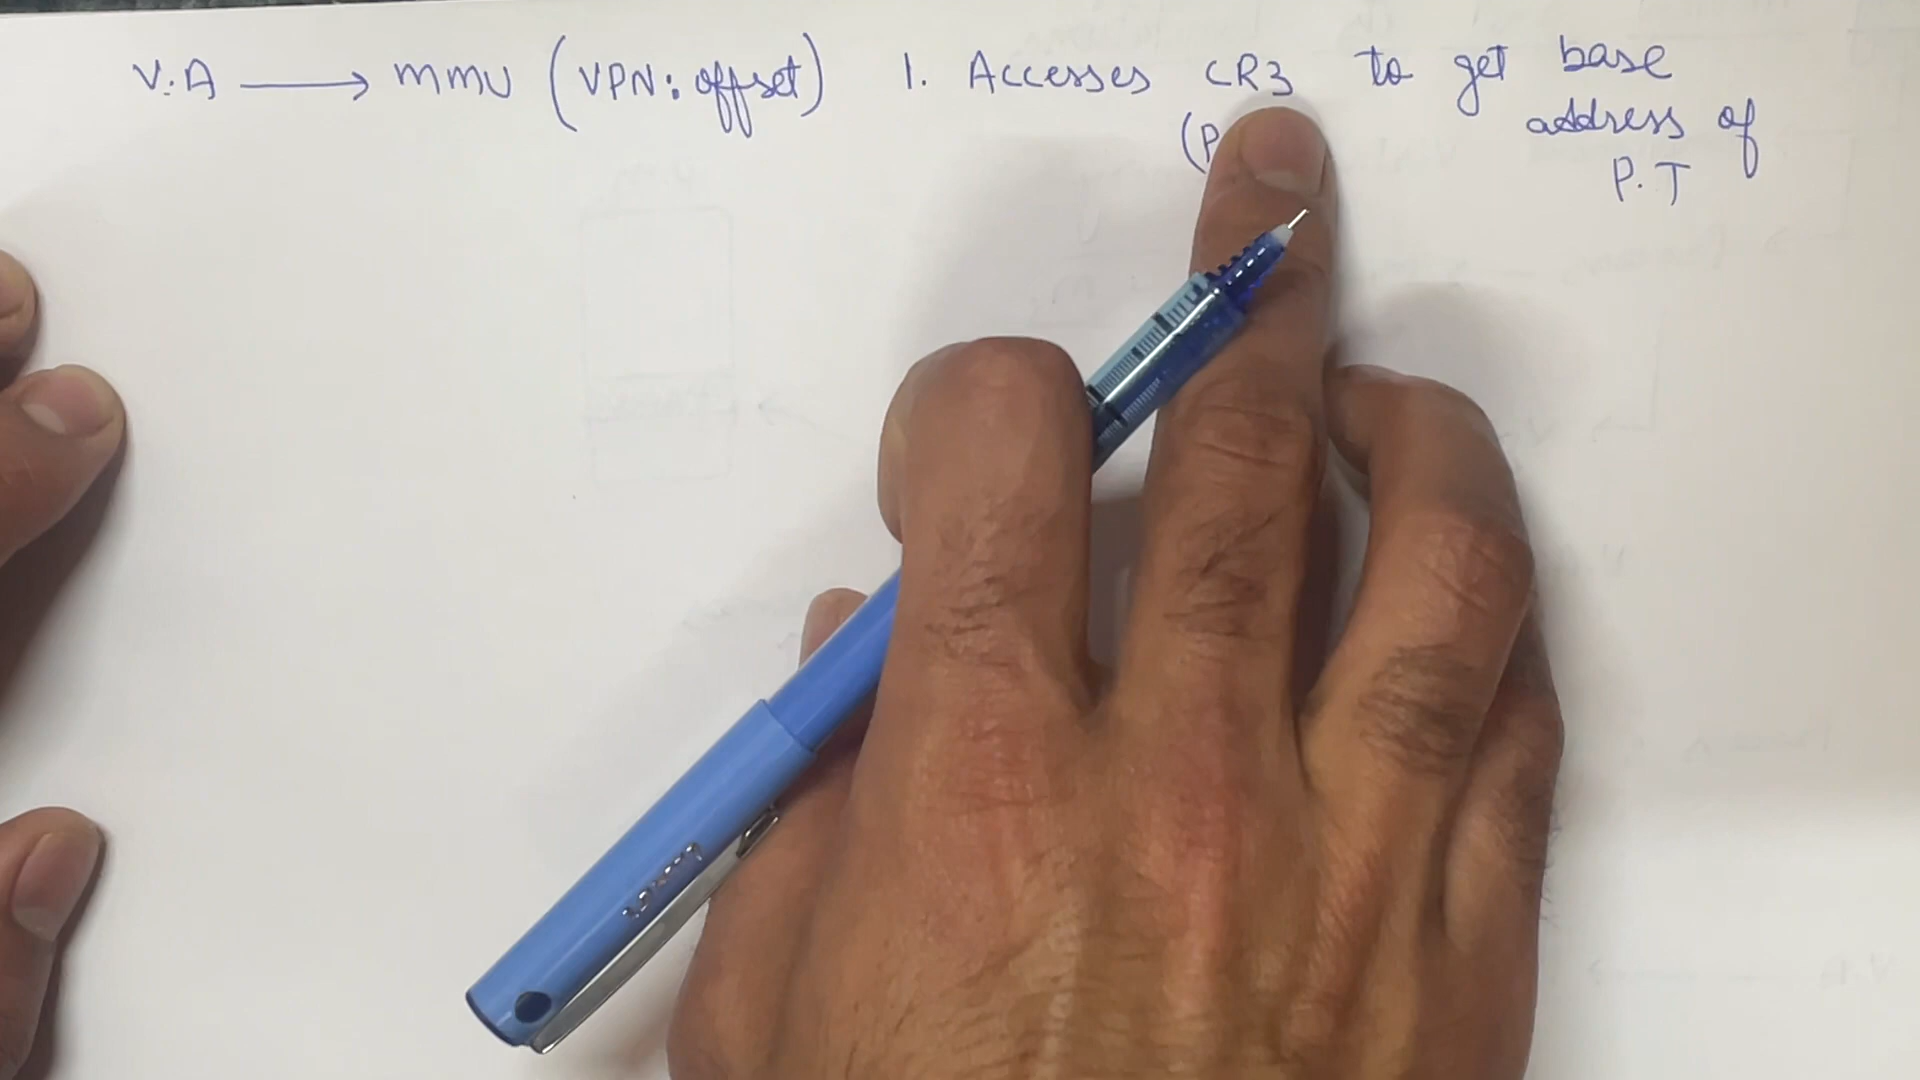 V.A → MMU (VPN: offset) 1. Accesses CR3 to get base
(P address of
P.T